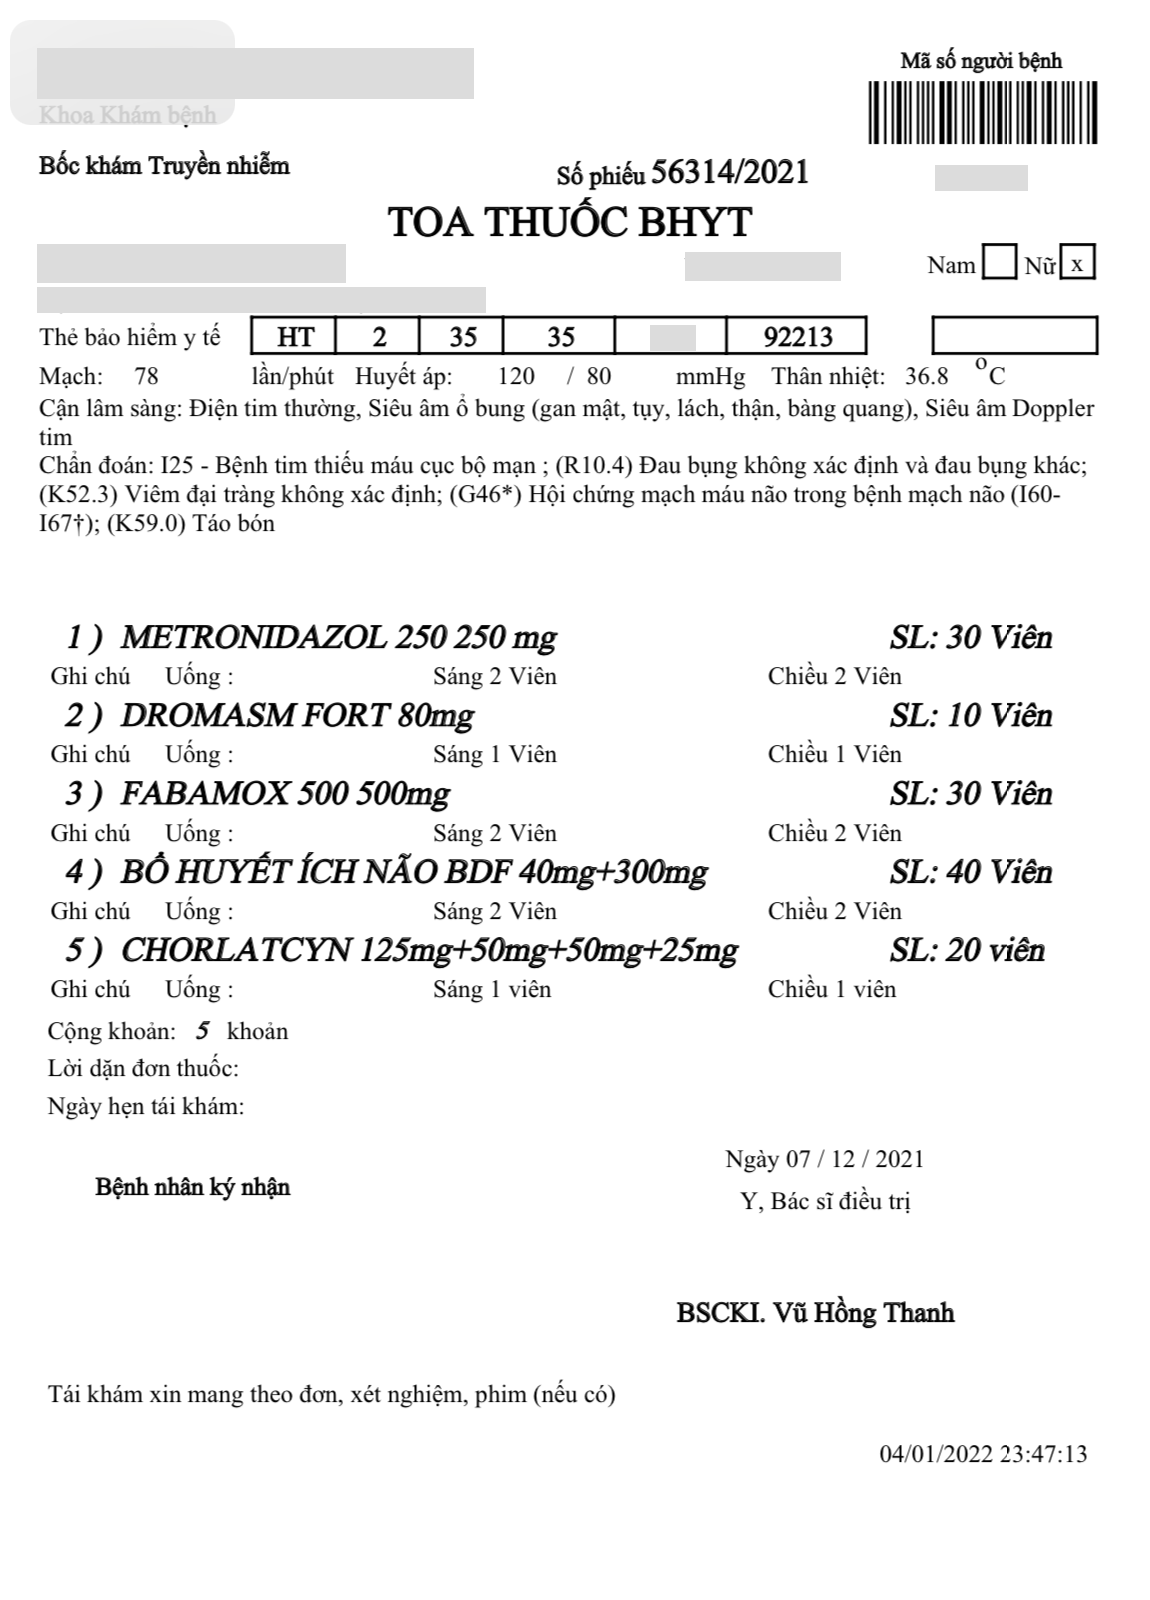 Mã số người bệnh
Khoa Khám bệnh
Bốc khám Truyền nhiễm
Số phiếu 56314/2021
TOA THUỐC BHYT
Nam Nữ x
Thẻ bảo hiểm y tế HT 2 35 35 92213
Mạch: 78 lần/phút Huyết áp: 120 / 80 mmHg Thân nhiệt: 36.8 °C
Cận lâm sàng: Điện tim thường, Siêu âm ổ bung (gan mật, tụy, lách, thận, bàng quang), Siêu âm Doppler
tim
Chẩn đoán: I25 - Bệnh tim thiếu máu cục bộ mạn ; (R10.4) Đau bụng không xác định và đau bụng khác;
(K52.3) Viêm đại tràng không xác định; (G46*) Hội chứng mạch máu não trong bệnh mạch não (I60-
I67†); (K59.0) Táo bón
1 ) METRONIDAZOL 250 250 mg SL: 30 Viên
Ghi chú Uống : Sáng 2 Viên Chiều 2 Viên
2 ) DROMASM FORT 80mg SL: 10 Viên
Ghi chú Uống : Sáng 1 Viên Chiều 1 Viên
3 ) FABAMOX 500 500mg SL: 30 Viên
Ghi chú Uống : Sáng 2 Viên Chiều 2 Viên
4 ) BỔ HUYẾT ÍCH NÃO BDF 40mg+300mg SL: 40 Viên
Ghi chú Uống : Sáng 2 Viên Chiều 2 Viên
5 ) CHORLATCYN 125mg+50mg+50mg+25mg SL: 20 viên
Ghi chú Uống : Sáng 1 viên Chiều 1 viên
Cộng khoản: 5 khoản
Lời dặn đơn thuốc:
Ngày hẹn tái khám:
Ngày 07 / 12 / 2021
Bệnh nhân ký nhận
Y, Bác sĩ điều trị
BSCKI. Vũ Hồng Thanh
Tái khám xin mang theo đơn, xét nghiệm, phim (nếu có)
04/01/2022 23:47:13